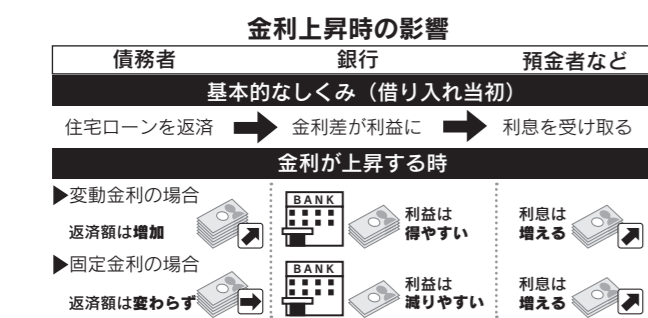 金利上昇時の影響
債務者 銀行 預金者など
基本的なしくみ（借り入れ当初）
住宅ローンを返済 金利差が利益に 利息を受け取る
金利が上昇する時
▶変動金利の場合
返済額は増加
BANK
利益は
得やすい
利息は
増える
▶固定金利の場合
返済額は変わらず
BANK
利益は
減りやすい
利息は
増える